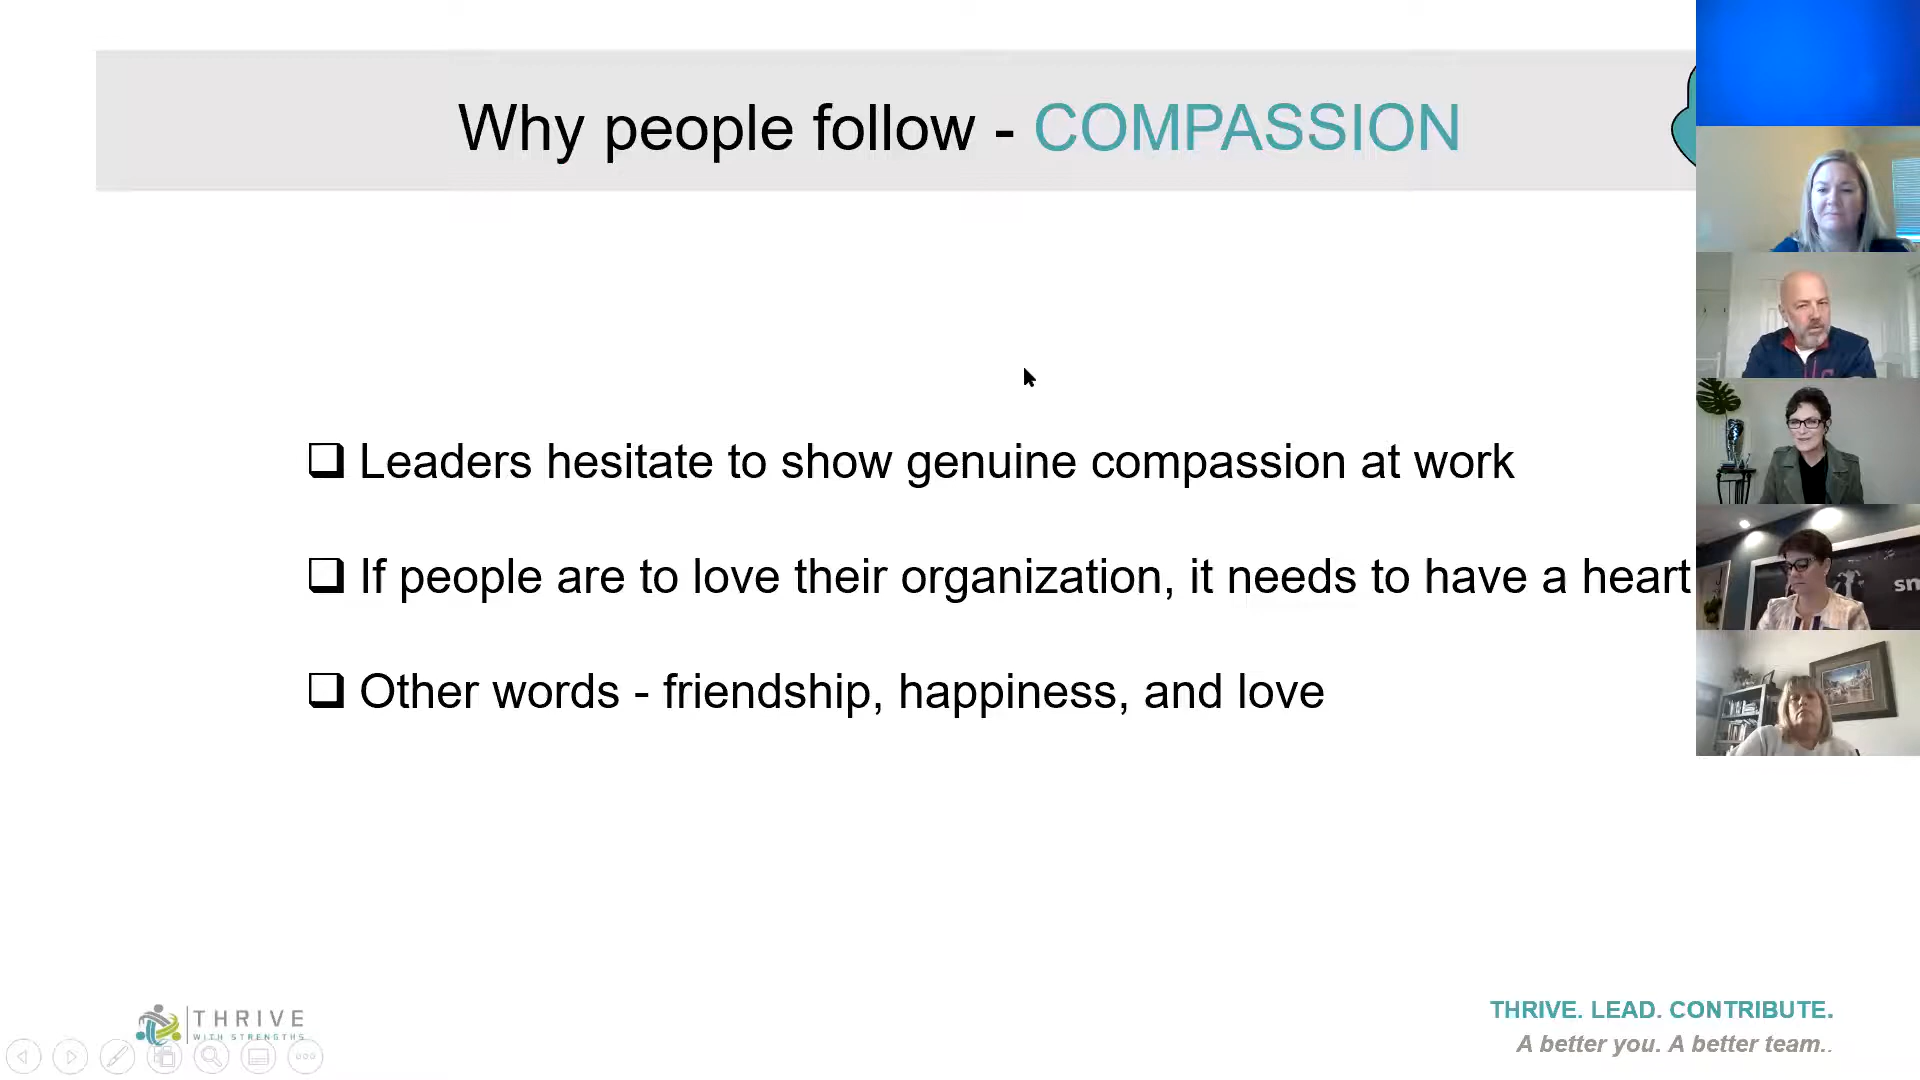 Why people follow - COMPASSION
❑ Leaders hesitate to show genuine compassion at work
❑ If people are to love their organization, it needs to have a heart
❑ Other words - friendship, happiness, and love
sm
THRIVE
WITH STRENGTHS
THRIVE. LEAD. CONTRIBUTE.
A better you. A better team..